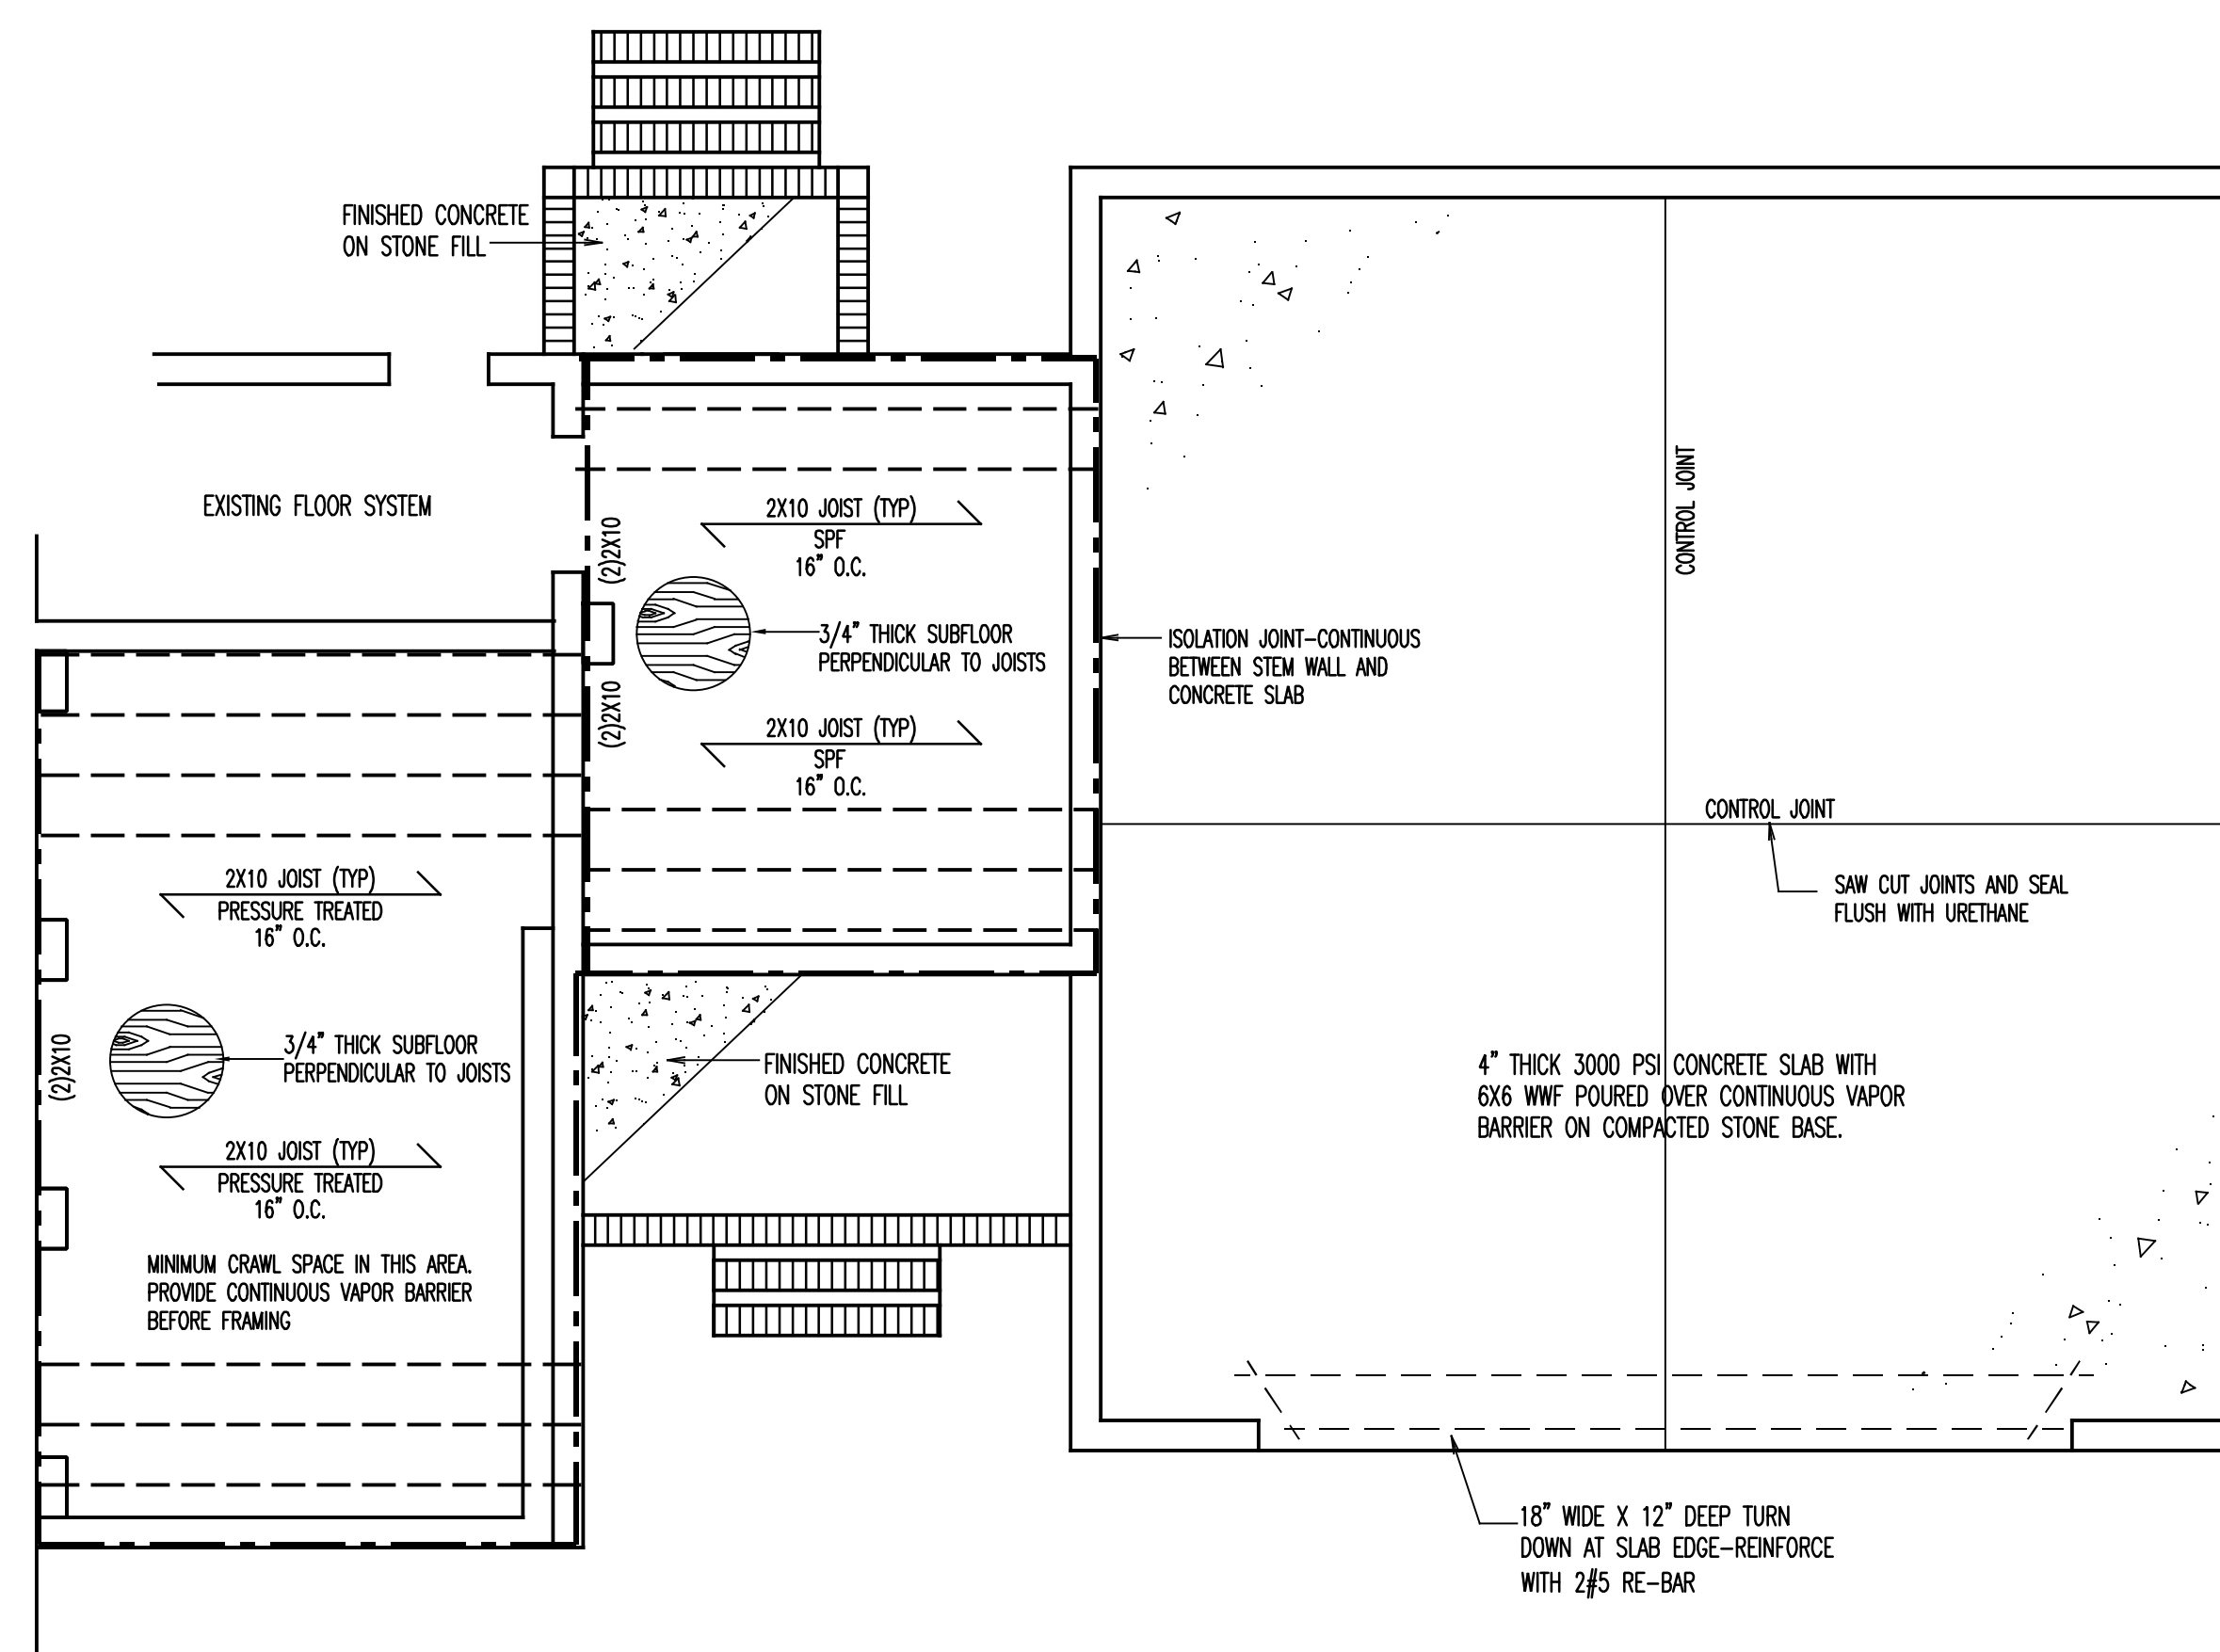 FINISHED CONCRETE
ON STONE FILL
EXISTING FLOOR SYSTEM
(2)2X10
2X10 JOIST (TYP)
SPF
16" O.C.
3/4" THICK SUBFLOOR
PERPENDICULAR TO JOISTS
(2)2X10
2X10 JOIST (TYP)
SPF
16" O.C.
ISOLATION JOINT-CONTINUOUS
BETWEEN STEM WALL AND
CONCRETE SLAB
CONTROL JOINT
CONTROL JOINT
SAW CUT JOINTS AND SEAL
FLUSH WITH URETHANE
2X10 JOIST (TYP)
PRESSURE TREATED
16" O.C.
(2)2X10
3/4" THICK SUBFLOOR
PERPENDICULAR TO JOISTS
2X10 JOIST (TYP)
PRESSURE TREATED
16" O.C.
MINIMUM CRAWL SPACE IN THIS AREA.
PROVIDE CONTINUOUS VAPOR BARRIER
BEFORE FRAMING
FINISHED CONCRETE
ON STONE FILL
4" THICK 3000 PSI CONCRETE SLAB WITH
6X6 WWF POURED OVER CONTINUOUS VAPOR
BARRIER ON COMPACTED STONE BASE.
18" WIDE X 12" DEEP TURN
DOWN AT SLAB EDGE-REINFORCE
WITH 2#5 RE-BAR